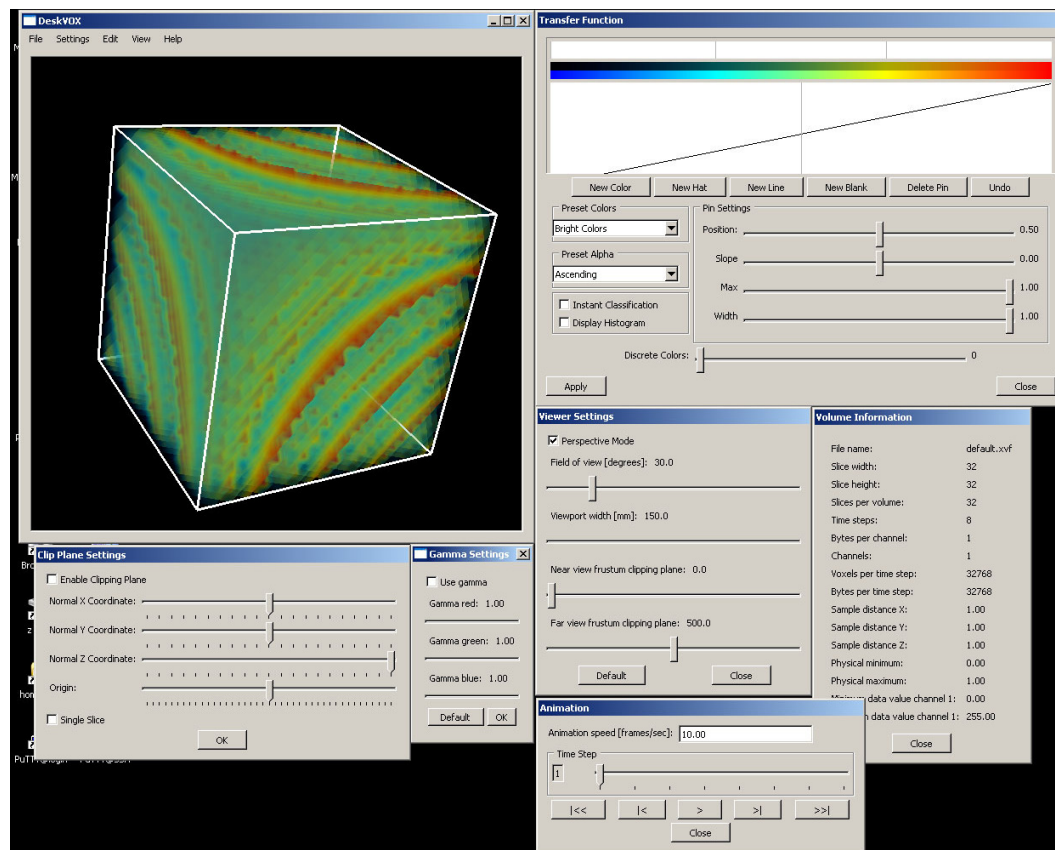 DeskVOX
File Settings Edit View Help
Transfer Function
New Color New Hat New Line New Blank Delete Pin Undo
Preset Colors
Bright Colors
Preset Alpha
Ascending
Instant Classification
Display Histogram
Pin Settings
Position: 0.50
Slope 0.00
Max 1.00
Width 1.00
Discrete Colors: 0
Apply Close
Viewer Settings
Perspective Mode
Field of view [degrees]: 30.0
Viewport width [mm]: 150.0
Near view frustum clipping plane: 0.0
Far view frustum clipping plane: 500.0
Default Close
Volume Information
File name: default.xvf
Slice width: 32
Slice height: 32
Slices per volume: 32
Time steps: 8
Bytes per channel: 1
Channels: 1
Voxels per time step: 32768
Bytes per time step: 32768
Sample distance X: 1.00
Sample distance Y: 1.00
Sample distance Z: 1.00
Physical minimum: 0.00
Physical maximum: 1.00
data value channel 1: 0.00
data value channel 1: 255.00
Close
Clip Plane Settings
Enable Clipping Plane
Normal X Coordinate:
Normal Y Coordinate:
Normal Z Coordinate:
Origin:
Single Slice
OK
Gamma Settings
Use gamma
Gamma red: 1.00
Gamma green: 1.00
Gamma blue: 1.00
Default OK
Animation
Animation speed [frames/sec]: 10.00
Time Step
1
|<< |< > >| >>|
Close